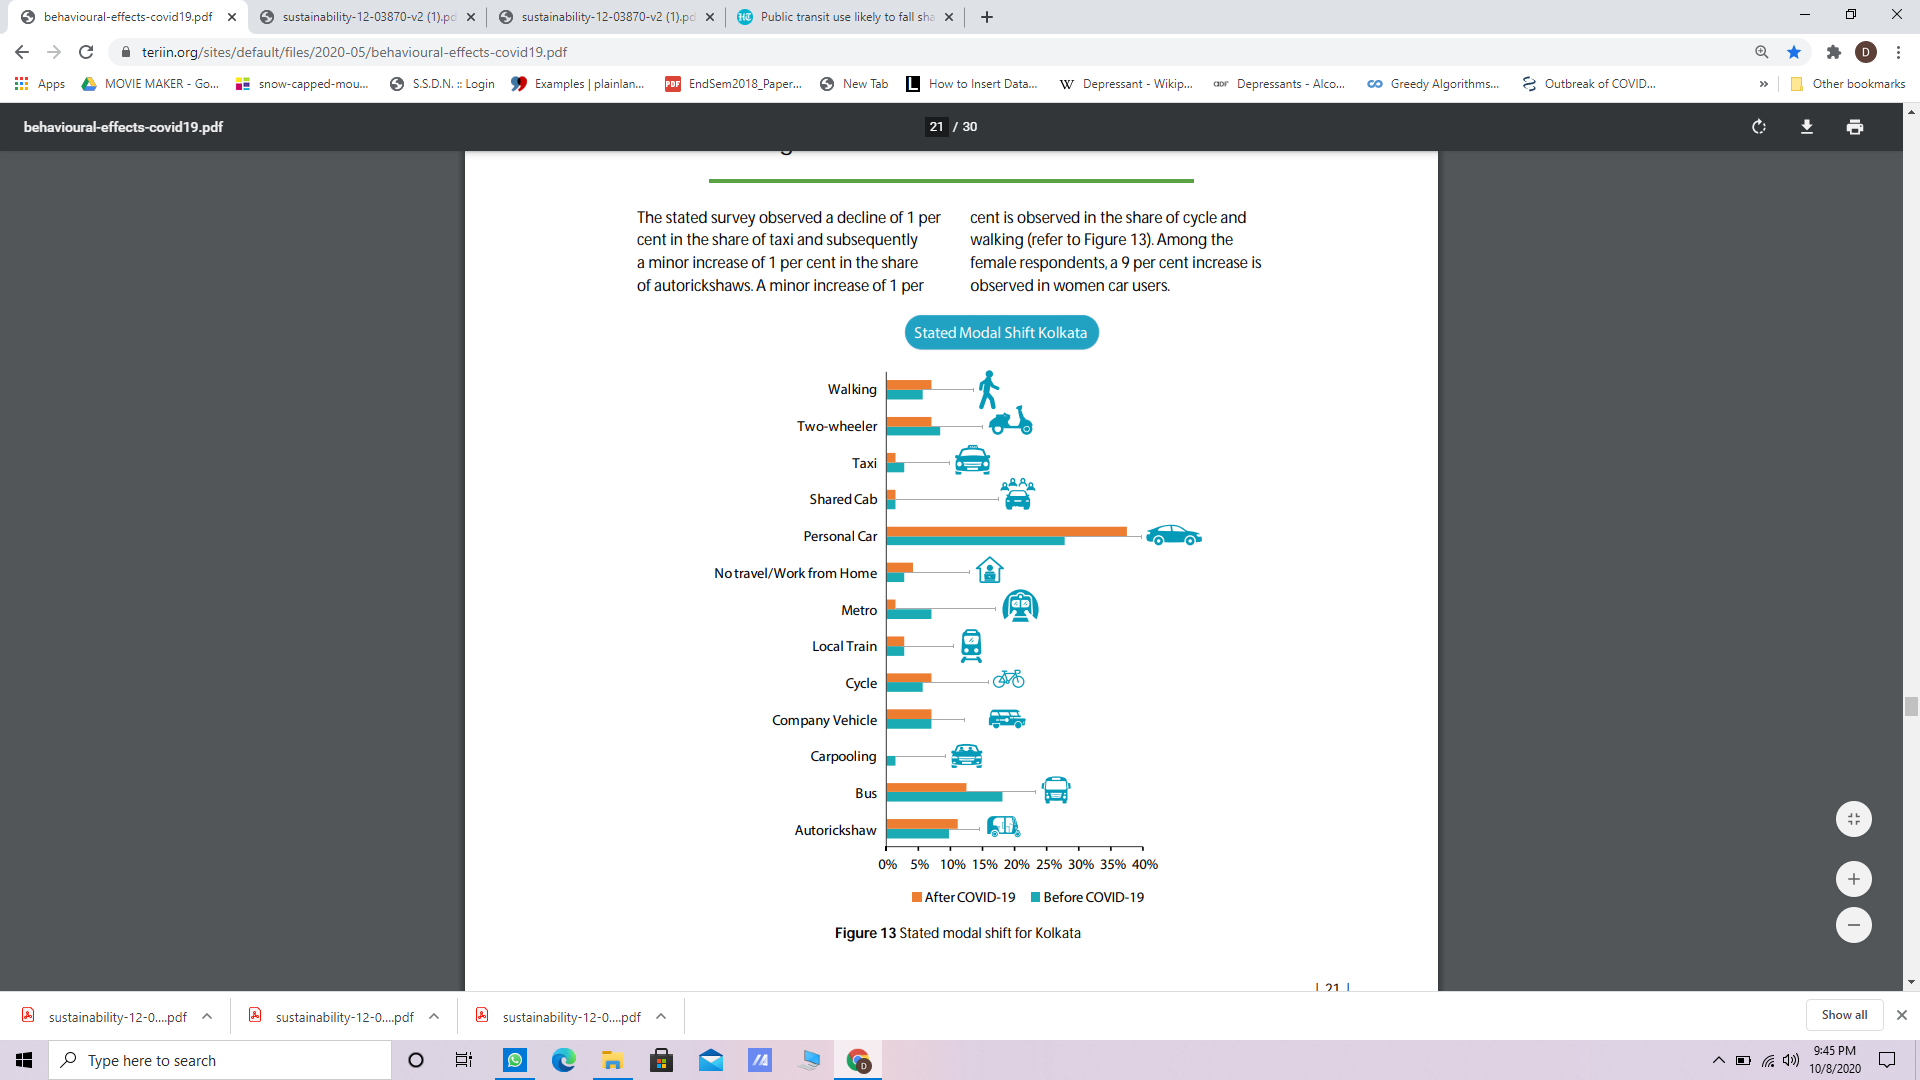 behavioural-effects-covid19.pdf
sustainability-12-03870-v2 (1).pd
sustainability-12-03870-v2 (1).pd
Public transit use likely to fall sha
teriin.org/sites/default/files/2020-05/behavioural-effects-covid19.pdf
D
Apps
MOVIE MAKER - Go...
snow-capped-mou...
S.S.D.N. :: Login
Examples | plainlan...
PDF
EndSem2018_Paper...
New Tab
L
How to Insert Data...
W
Depressant - Wikip...
Depressants - Alco...
Greedy Algorithms...
Outbreak of COVID...
»
Other bookmarks
behavioural-effects-covid19.pdf
21 / 30
The stated survey observed a decline of 1 per
cent in the share of taxi and subsequently
a minor increase of 1 per cent in the share
of autorickshaws. A minor increase of 1 per
cent is observed in the share of cycle and
walking (refer to Figure 13). Among the
female respondents, a 9 per cent increase is
observed in women car users.
Stated Modal Shift Kolkata
Walking
Two-wheeler
Taxi
Shared Cab
Personal Car
No travel/Work from Home
Metro
Local Train
Cycle
Company Vehicle
Carpooling
Bus
Autorickshaw
0% 5% 10% 15% 20% 25% 30% 35% 40%
After COVID-19 Before COVID-19
Figure 13 Stated modal shift for Kolkata
| 21 |
sustainability-12-0....pdf
sustainability-12-0....pdf
sustainability-12-0....pdf
Show all
Type here to search
D
9:45 PM
10/8/2020